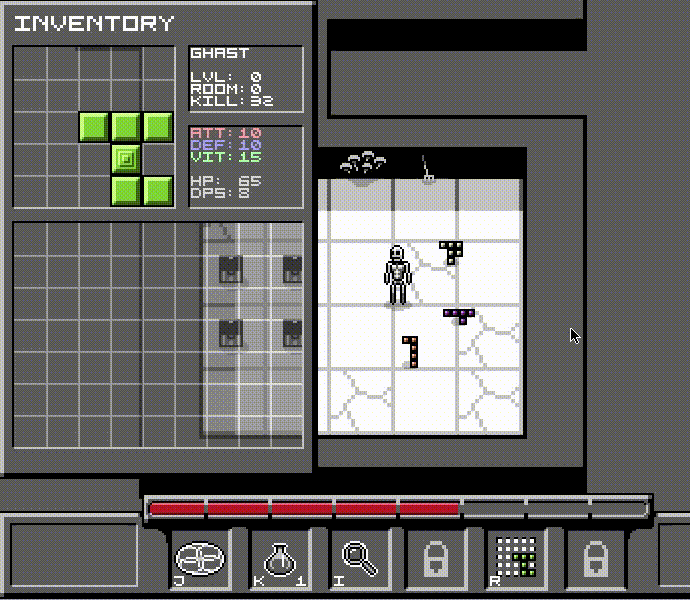 INVENTORY
GHAST
LVL: 0
ROOM: 0
KILL: 32
ATT: 10
DEF: 10
VIT: 15
HP: 65
DPS: 8
J
K 1
I
R